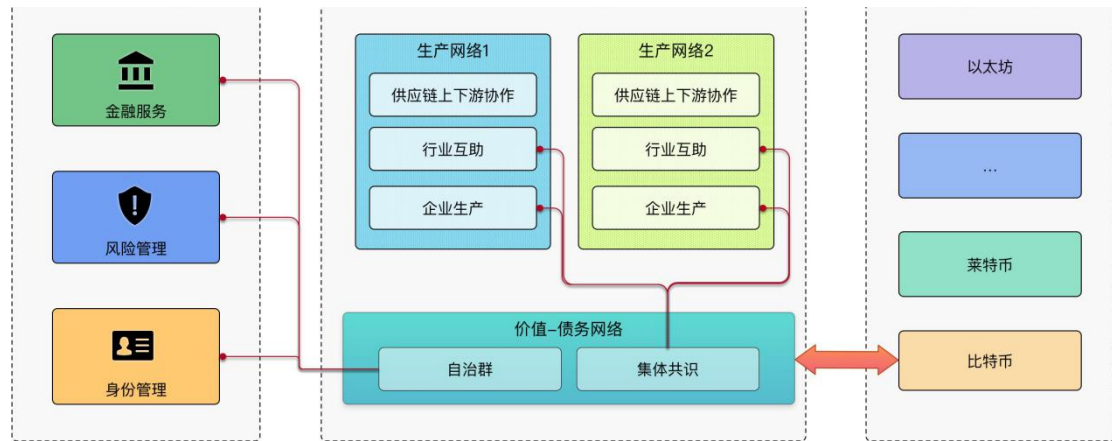 金融服务
风险管理
身份管理
生产网络1
供应链上下游协作
行业互助
企业生产
生产网络2
供应链上下游协作
行业互助
企业生产
价值-债务网络
自治群
集体共识
以太坊
...
莱特币
比特币